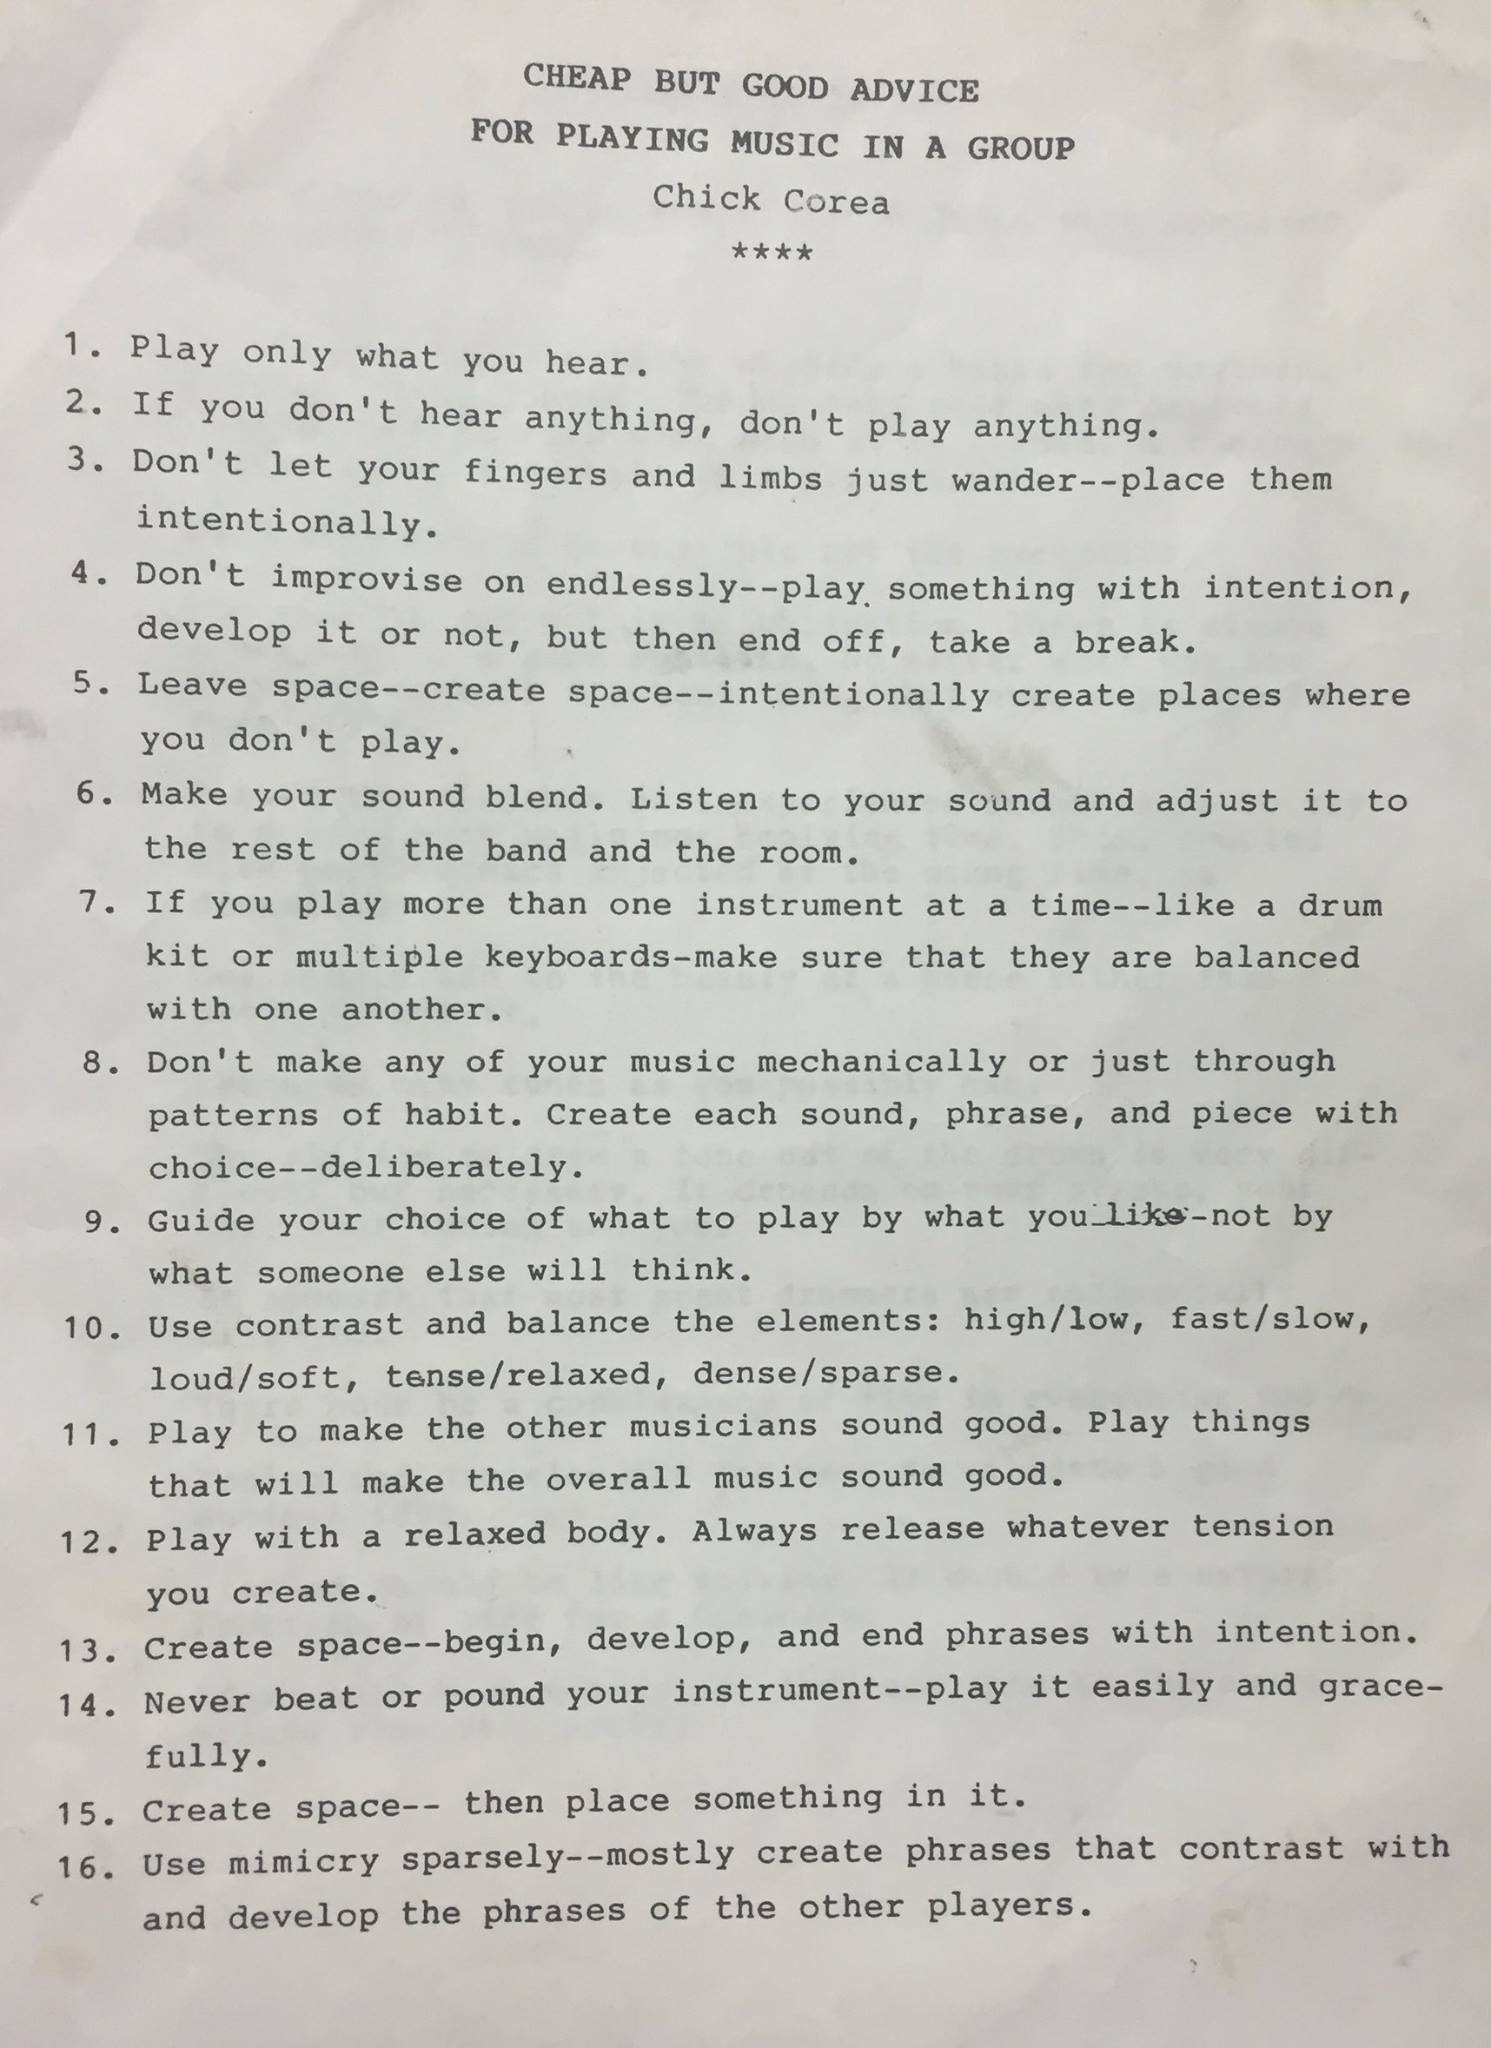 CHEAP BUT GOOD ADVICE
FOR PLAYING MUSIC IN A GROUP
Chick Corea
****
1. Play only what you hear.
2. If you don't hear anything, don't play anything.
3. Don't let your fingers and limbs just wander--place them
intentionally.
4. Don't improvise on endlessly--play something with intention,
develop it or not, but then end off, take a break.
5. Leave space--create space--intentionally create places where
you don't play.
6. Make your sound blend. Listen to your sound and adjust it to
the rest of the band and the room.
7. If you play more than one instrument at a time--like a drum
kit or multiple keyboards-make sure that they are balanced
with one another.
8. Don't make any of your music mechanically or just through
patterns of habit. Create each sound, phrase, and piece with
choice--deliberately.
9. Guide your choice of what to play by what you like-not by
what someone else will think.
10. Use contrast and balance the elements: high/low, fast/slow,
loud/soft, tense/relaxed, dense/sparse.
11. Play to make the other musicians sound good. Play things
that will make the overall music sound good.
12. Play with a relaxed body. Always release whatever tension
you create.
13. Create space--begin, develop, and end phrases with intention.
14. Never beat or pound your instrument--play it easily and grace-
fully.
15. Create space-- then place something in it.
16. Use mimicry sparsely--mostly create phrases that contrast with
and develop the phrases of the other players.